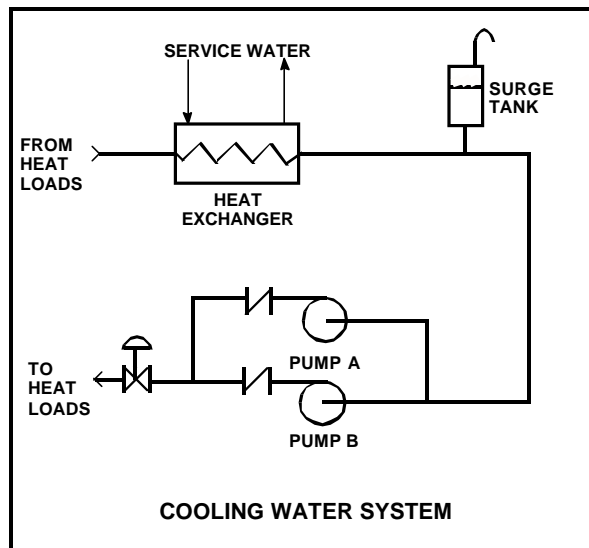 SERVICE WATER
SURGE
TANK
FROM
HEAT
LOADS
HEAT
EXCHANGER
PUMP A
TO
HEAT
LOADS
PUMP B
COOLING WATER SYSTEM